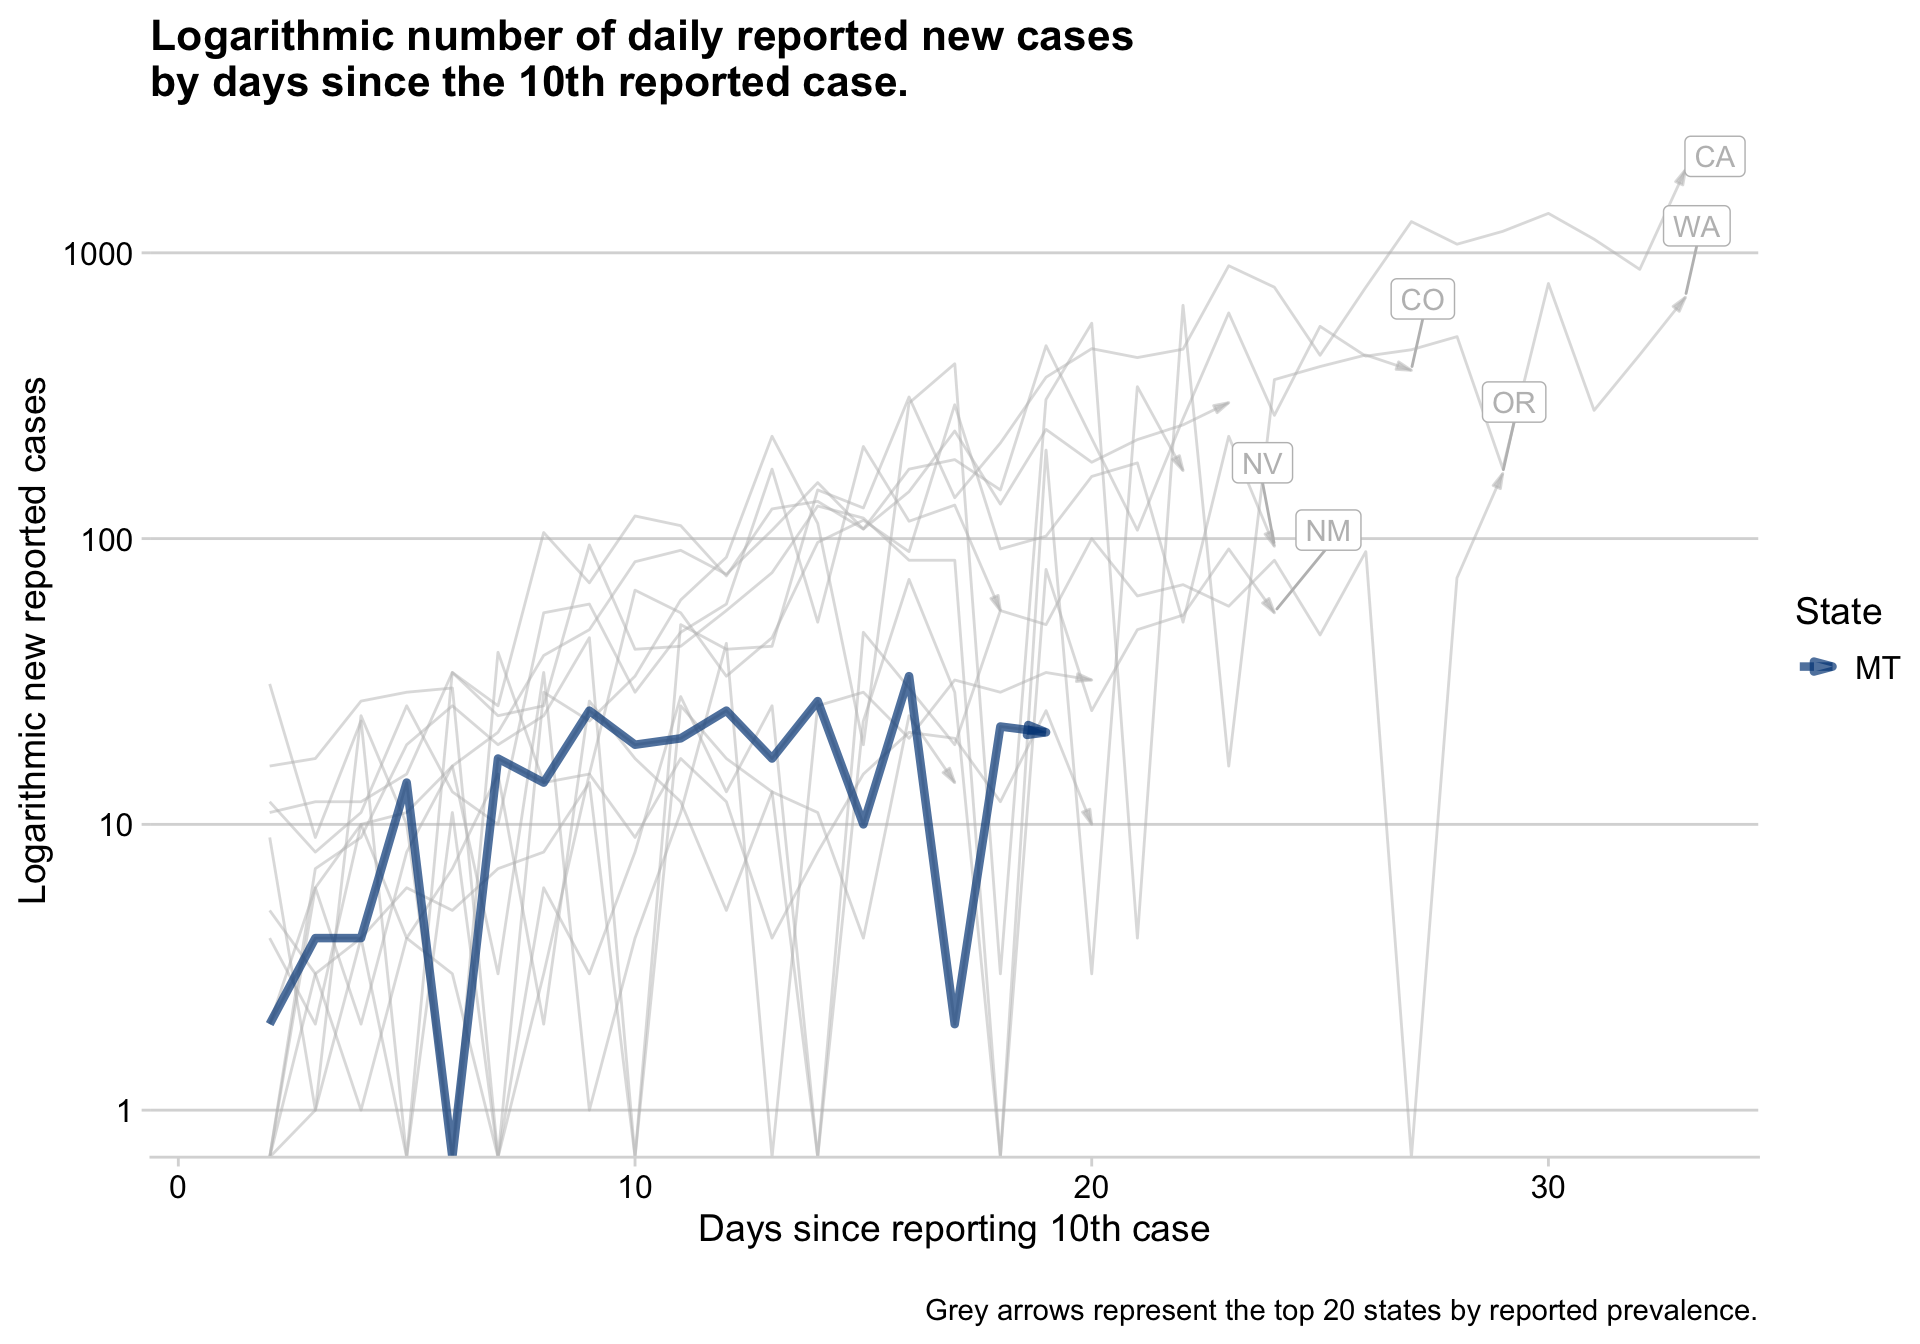 Logarithmic number of daily reported new cases
by days since the 10th reported case.
CA
WA
1000
CO
OR
NV
NM
100
Logarithmic new reported cases
State
MT
10
1
0 10 20 30
Days since reporting 10th case
Grey arrows represent the top 20 states by reported prevalence.